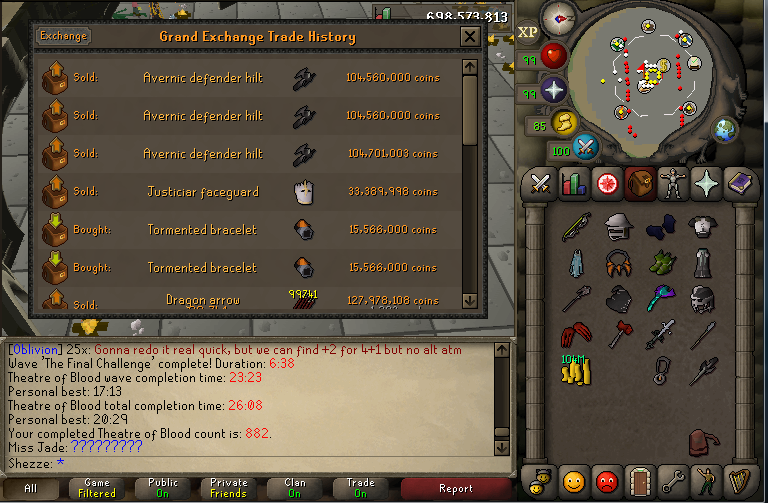 698,573,813
Exchange
Grand Exchange Trade History
XP
Sold: Avernic defender hilt 104,560,000 coins
Sold: Avernic defender hilt 104,560,000 coins
Sold: Avernic defender hilt 104,701,003 coins
Sold: Justiciar faceguard 33,389,998 coins
Bought: Tormented bracelet 15,566,000 coins
Bought: Tormented bracelet 15,566,000 coins
Sold: Dragon arrow 127,978,108 coins
99
99
85
100
104M
[Oblivion] 25x: Gonna redo it real quick, but we can find +2 for 4+1 but no alt atm
Wave 'The Final Challenge' complete! Duration: 6:38
Theatre of Blood wave completion time: 23:23
Personal best: 17:13
Theatre of Blood total completion time: 26:08
Personal best: 20:29
Your completed Theatre of Blood count is: 882.
Miss Jade: ?????????
Shezze: *
All
Game Filtered
Public On
Private Friends
Clan On
Trade On
Report